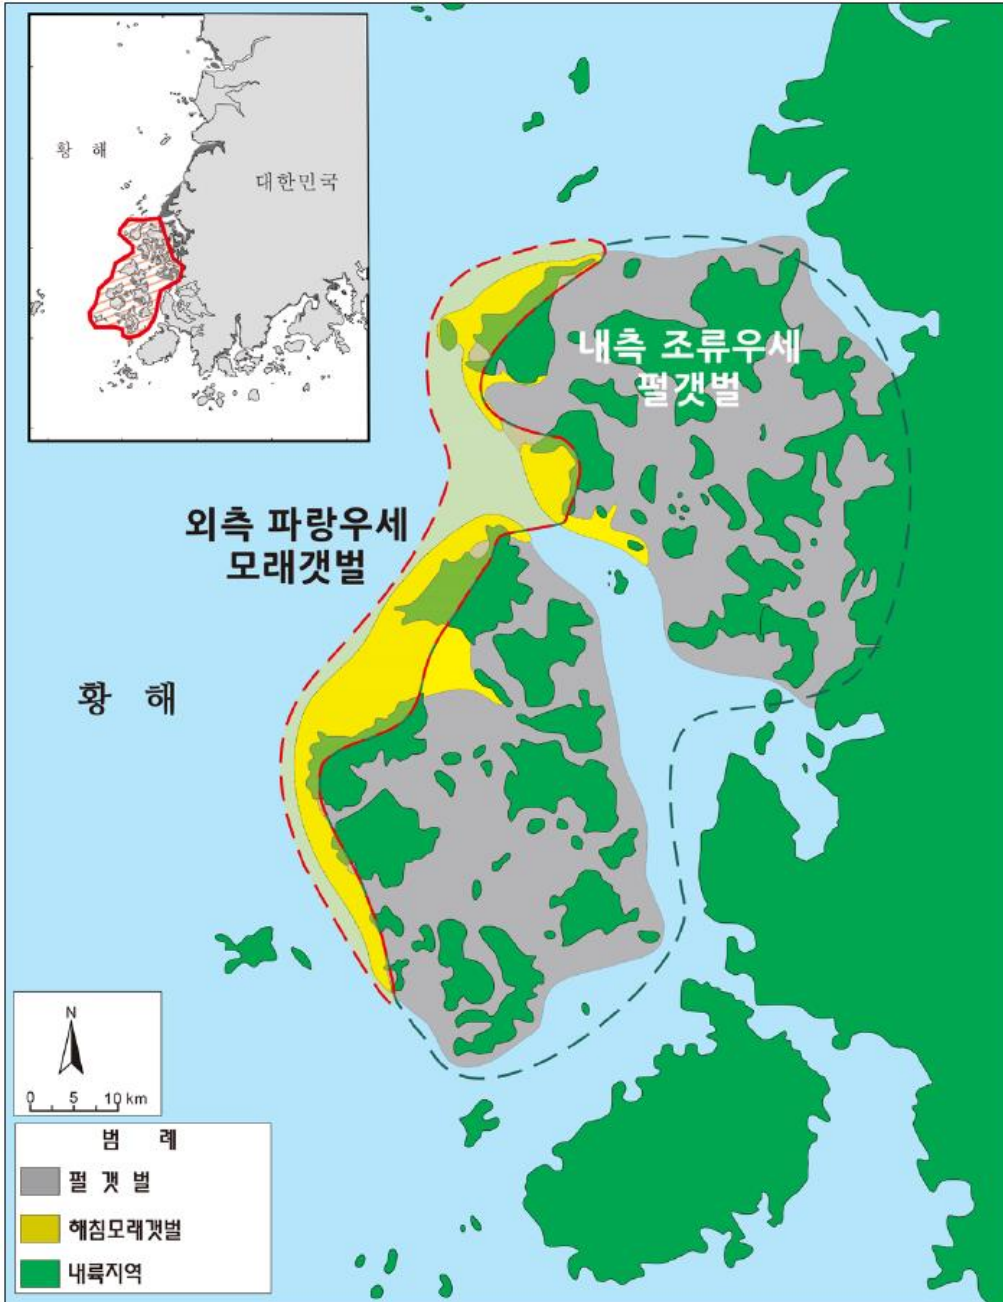 황 해
대한민국
내측 조류우세
펄갯벌
외측 파랑우세
모래갯벌
황 해
N
0 5 10 km
범 례
펄 갯 벌
해침모래갯벌
내륙지역